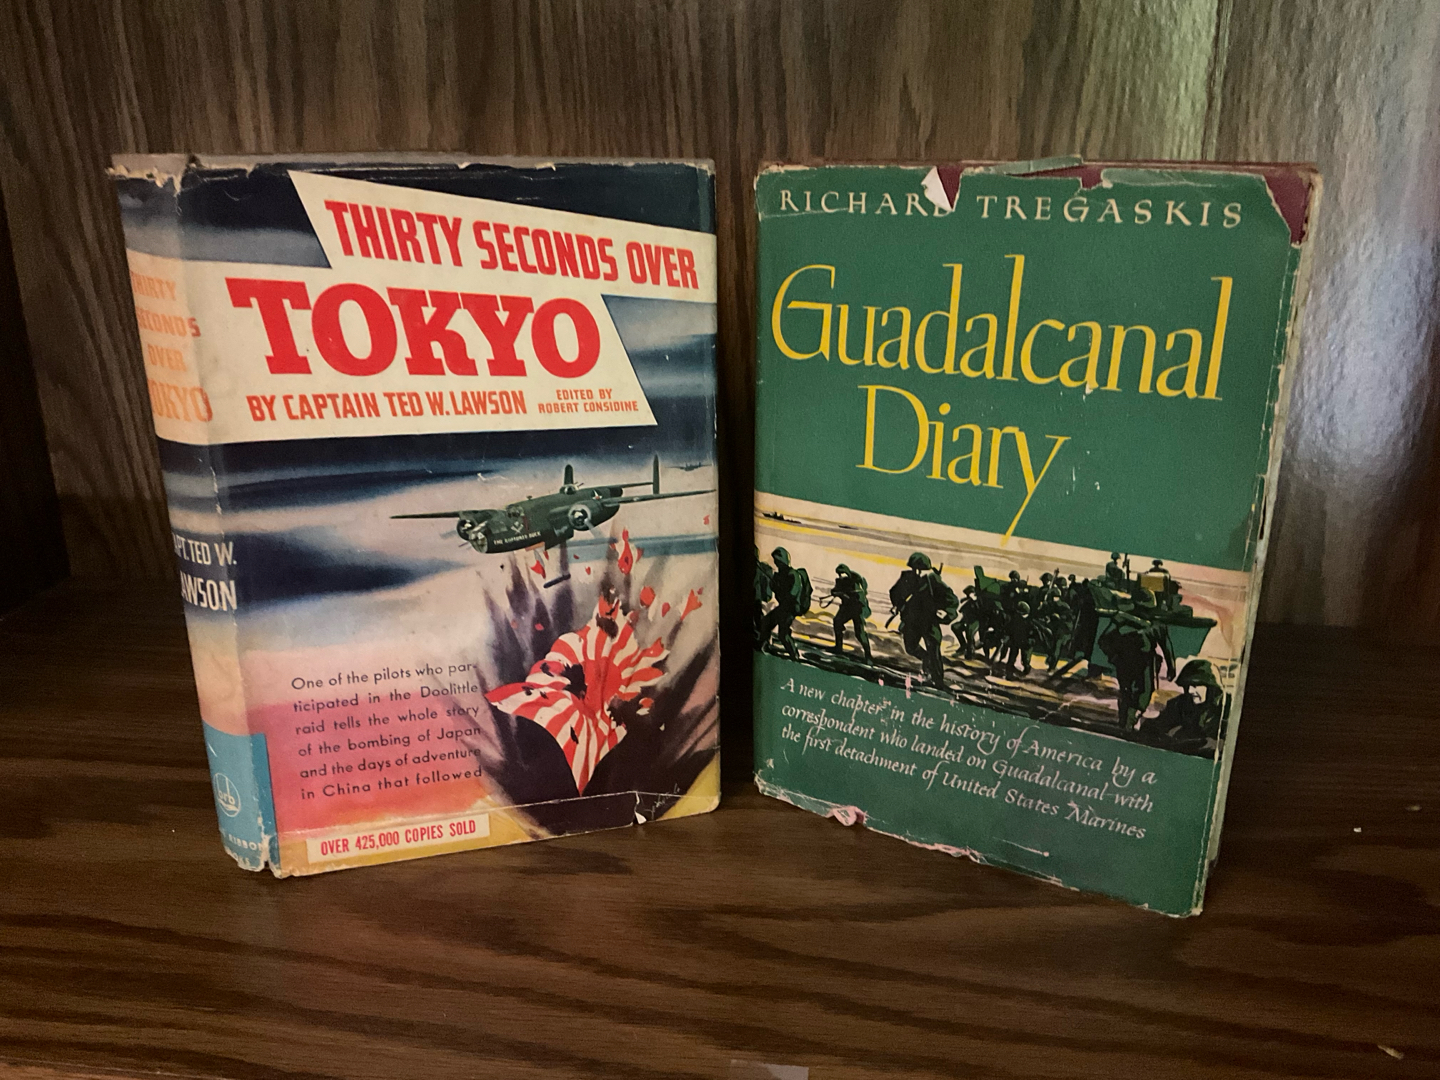 THIRTY SECONDS OVER
TOKYO
BY CAPTAIN TED W. LAWSON
EDITED BY
ROBERT CONSIDINE
One of the pilots who par-
ticipated in the Doolittle
raid tells the whole story
of the bombing of Japan
and the days of adventure
in China that followed
OVER 425,000 COPIES SOLD
THIRTY
SECONDS
OVER
TOKYO
TED W.
LAWSON
RICHARD TREGASKIS
Guadalcanal
Diary
A new chapter in the history of America by a
correspondent who landed on Guadalcanal with
the first detachment of United States Marines